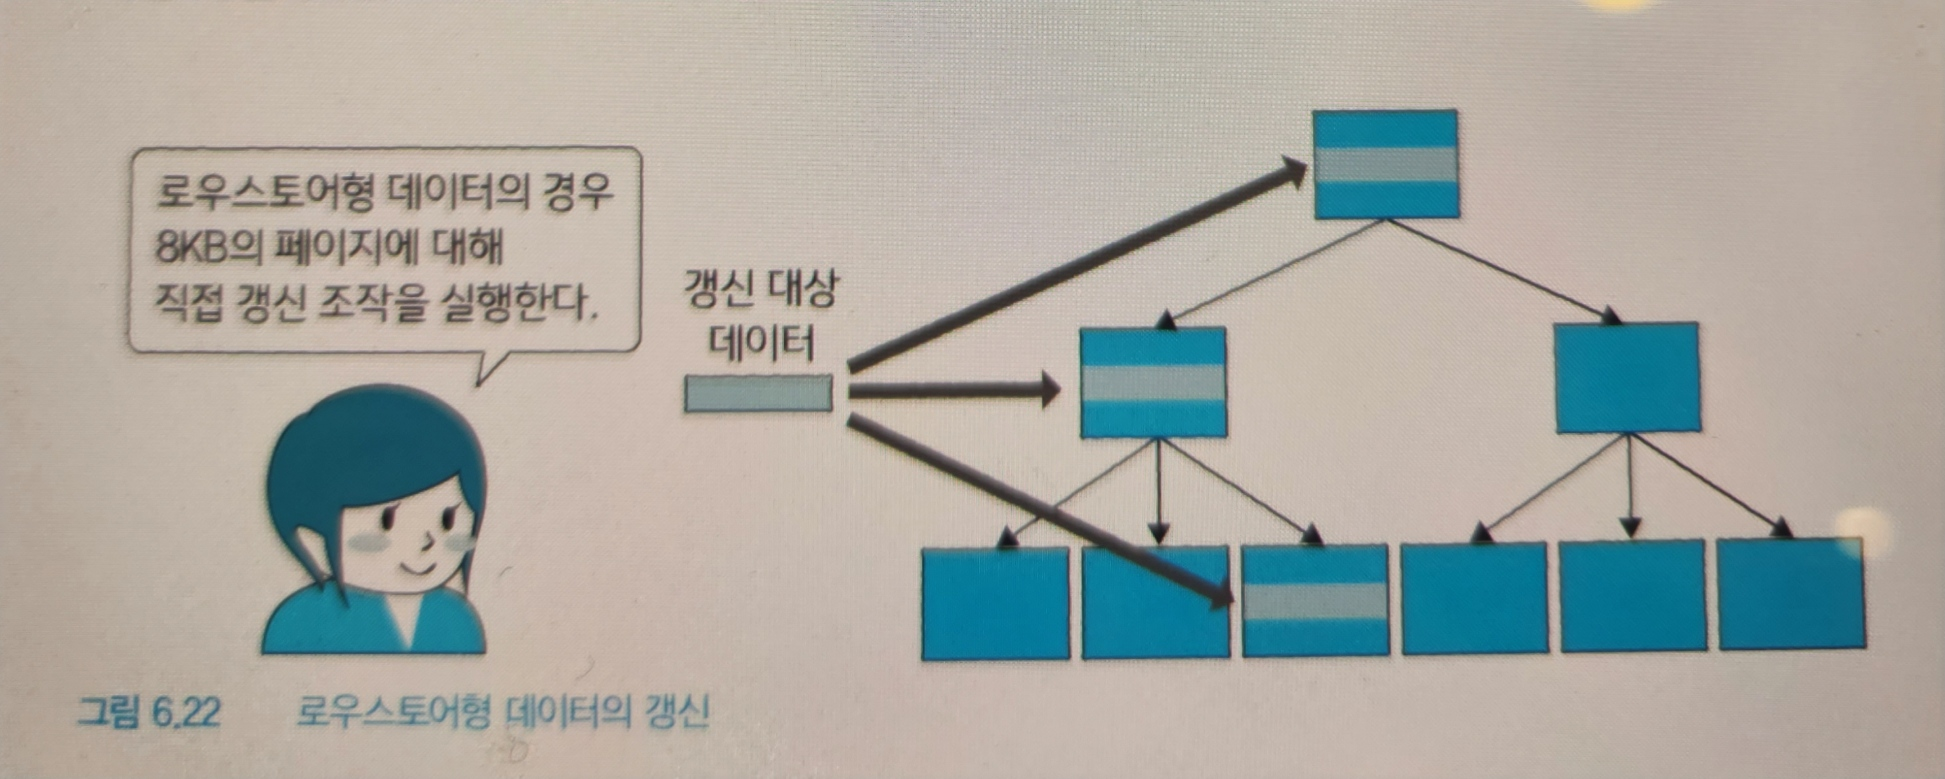 로우스토어형 데이터의 경우
8KB의 페이지에 대해
직접 갱신 조작을 실행한다.
갱신 대상
데이터
그림 6.22 로우스토어형 데이터의 갱신